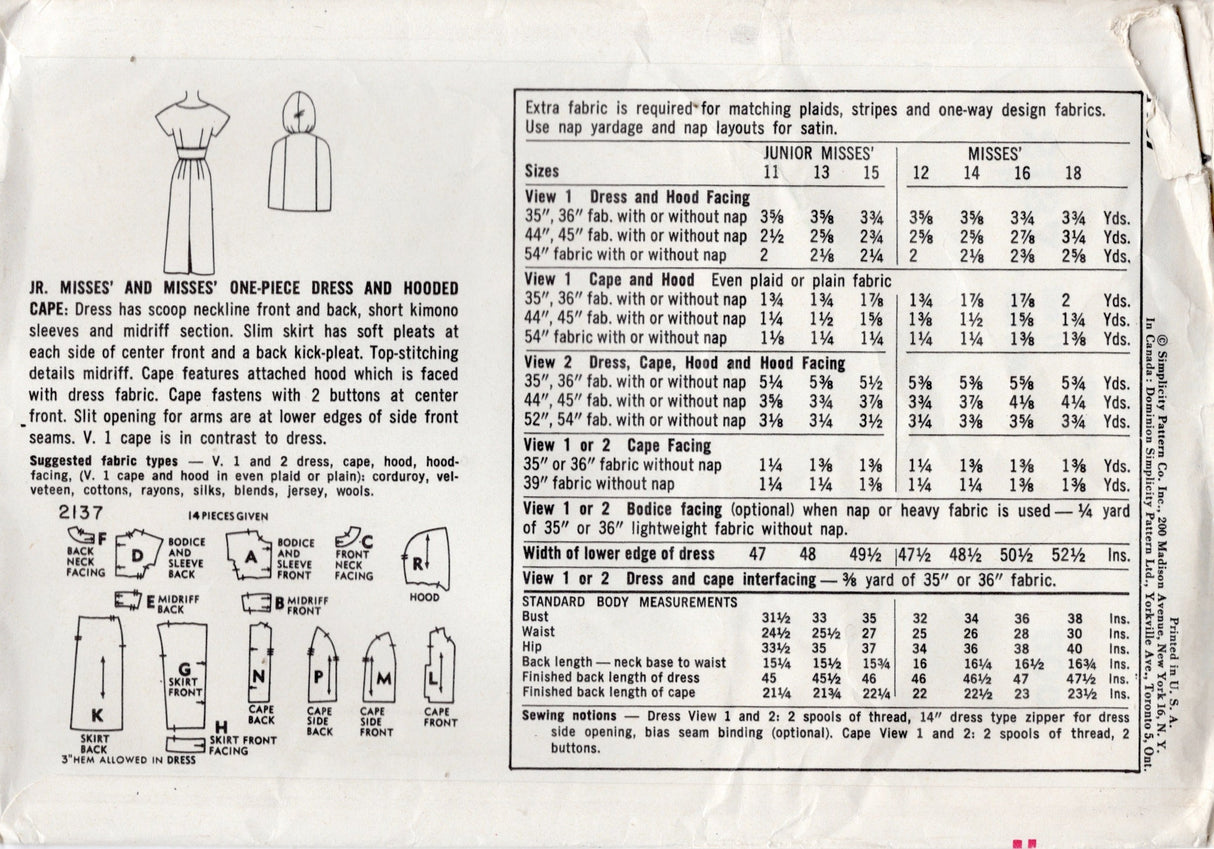 JR. MISSES' AND MISSES' ONE-PIECE DRESS AND HOODED
CAPE: Dress has scoop neckline front and back, short kimono
sleeves and midriff section. Slim skirt has soft pleats at
each side of center front and a back kick-pleat. Top-stitching
details midriff. Cape features attached hood which is faced
with dress fabric. Cape fastens with 2 buttons at center
front. Slit opening for arms are at lower edges of side front
seams. V. 1 cape is in contrast to dress.
Suggested fabric types — V. 1 and 2 dress, cape, hood, hood-
facing, (V. 1 cape and hood in even plaid or plain): corduroy, vel-
veteen, cottons, rayons, silks, blends, jersey, wools.
2137 14 PIECES GIVEN
F
BACK
NECK
FACING
D
BODICE
AND
SLEEVE
BACK
A
BODICE
AND
SLEEVE
FRONT
C
FRONT
NECK
FACING
R
HOOD
E MIDRIFF
BACK
B MIDRIFF
FRONT
K
SKIRT
BACK
G
SKIRT
FRONT
H
SKIRT FRONT
FACING
N
CAPE
BACK
P
CAPE
SIDE
BACK
M
CAPE
SIDE
FRONT
L
CAPE
FRONT
3"HEM ALLOWED IN DRESS
Extra fabric is required for matching plaids, stripes and one-way design fabrics.
Use nap yardage and nap layouts for satin.
JUNIOR MISSES' MISSES'
Sizes 11 13 15 12 14 16 18
View 1 Dress and Hood Facing
35", 36" fab. with or without nap 3⅝ 3⅝ 3¾ 3⅝ 3⅝ 3¾ 3¾ Yds.
44", 45" fab. with or without nap 2½ 2⅝ 2¾ 2⅝ 2⅝ 2⅞ 3¼ Yds.
54" fabric with or without nap 2 2⅛ 2¼ 2 2⅛ 2⅜ 2⅝ Yds.
View 1 Cape and Hood Even plaid or plain fabric
35", 36" fab. with or without nap 1¾ 1¾ 1⅞ 1¾ 1⅞ 1⅞ 2 Yds.
44", 45" fab. with or without nap 1¼ 1½ 1⅝ 1⅜ 1½ 1⅝ 1¾ Yds.
54" fabric with or without nap 1⅛ 1¼ 1¼ 1¼ 1¼ 1⅜ 1⅜ Yds.
View 2 Dress, Cape, Hood and Hood Facing
35", 36" fab. with or without nap 5¼ 5⅜ 5½ 5⅜ 5⅜ 5⅝ 5¾ Yds.
44", 45" fab. with or without nap 3⅝ 3¾ 3⅞ 3¾ 3⅞ 4⅛ 4¼ Yds.
52", 54" fab. with or without nap 3⅛ 3¼ 3½ 3¼ 3⅜ 3⅝ 3¾ Yds.
View 1 or 2 Cape Facing
35" or 36" fabric without nap 1¼ 1⅜ 1⅜ 1¼ 1⅜ 1⅜ 1⅜ Yds.
39" fabric without nap 1¼ 1¼ 1⅜ 1¼ 1¼ 1⅜ 1⅜ Yds.
View 1 or 2 Bodice facing (optional) when nap or heavy fabric is used — ¼ yard
of 35" or 36" lightweight fabric without nap.
Width of lower edge of dress 47 48 49½ 47½ 48½ 50½ 52½ Ins.
View 1 or 2 Dress and cape interfacing — ⅜ yard of 35" or 36" fabric.
STANDARD BODY MEASUREMENTS
Bust 31½ 33 35 32 34 36 38 Ins.
Waist 24½ 25½ 27 25 26 28 30 Ins.
Hip 33½ 35 37 34 36 38 40 Ins.
Back length — neck base to waist 15¼ 15½ 15¾ 16 16¼ 16½ 16¾ Ins.
Finished back length of dress 45 45½ 46 46 46½ 47 47½ Ins.
Finished back length of cape 21¼ 21¾ 22¼ 22 22½ 23 23½ Ins.
Sewing notions — Dress View 1 and 2: 2 spools of thread, 14" dress type zipper for dress
side opening, bias seam binding (optional). Cape View 1 and 2: 2 spools of thread, 2
buttons.
Printed in U. S. A.
© Simplicity Pattern Co., Inc., 200 Madison Avenue, New York 16, N. Y.
In Canada: Dominion Simplicity Pattern Ltd., Yorkville Ave., Toronto 5, Ont.